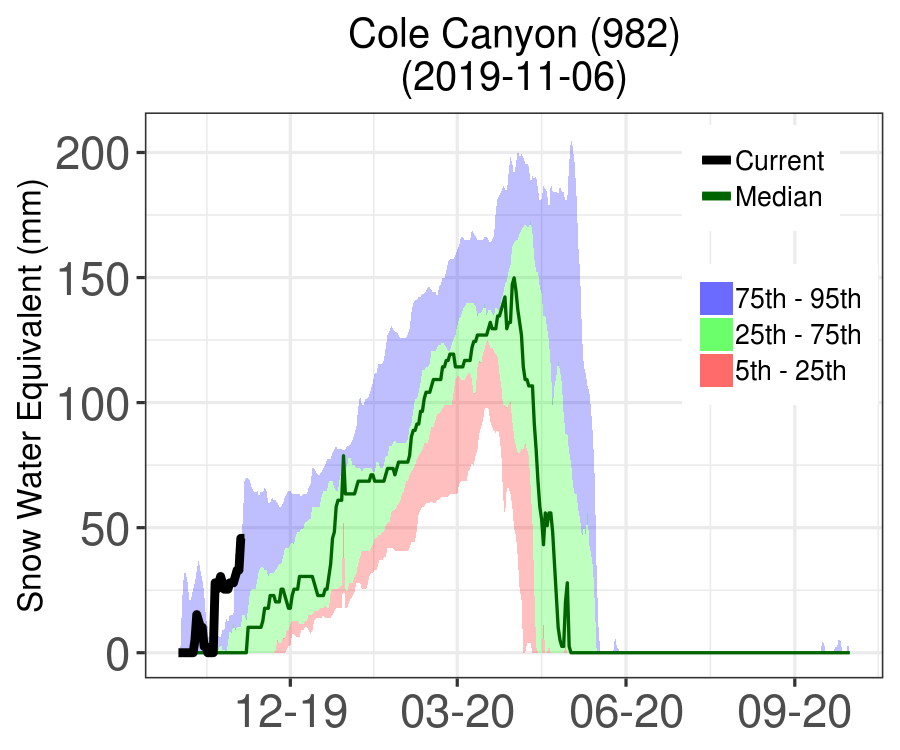 Cole Canyon (982)
(2019-11-06)
Snow Water Equivalent (mm)
200
150
100
50
0
12-19
03-20
06-20
09-20
Current
Median
75th - 95th
25th - 75th
5th - 25th